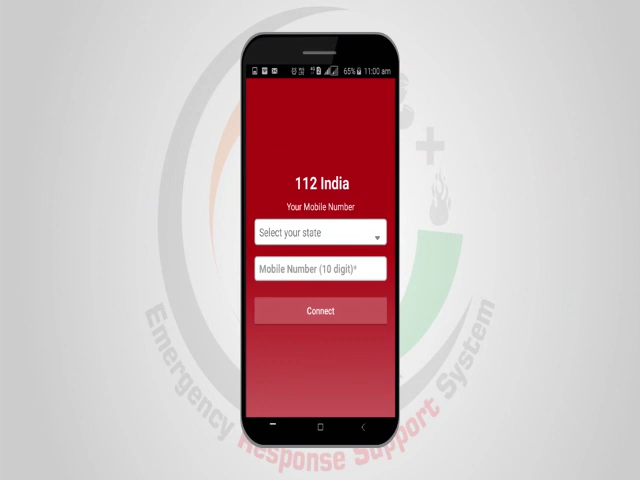 65% 11:00 am
112 India
Your Mobile Number
Select your state
Mobile Number (10 digit)*
Connect
Emergency Response Support System